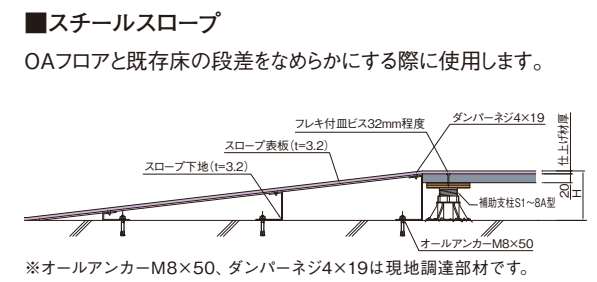 ■スチールスロープ
OAフロアと既存床の段差をなめらかにする際に使用します。
ダンパーネジ4×19
フレキ付皿ビス32mm程度
スロープ表板(t=3.2)
スロープ下地(t=3.2)
仕上げ材厚
20
H
補助支柱S1～8A型
オールアンカーM8×50
※オールアンカーM8×50、ダンパーネジ4×19は現地調達部材です。